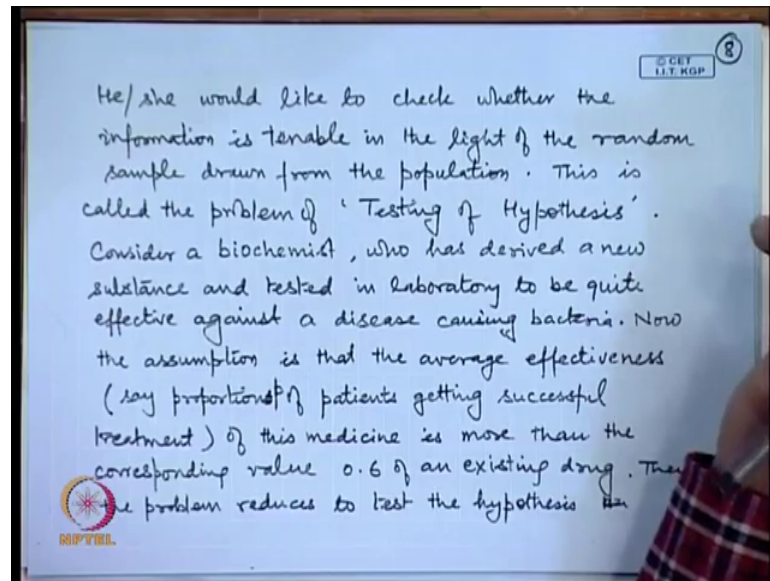 8
© CET
I.I.T. KGP
He/she would like to check whether the
information is tenable in the light of the random
sample drawn from the population. This is
called the problem of 'Testing of Hypothesis'.
Consider a biochemist, who has derived a new
substance and tested in laboratory to be quite
effective against a disease causing bacteria. Now
the assumption is that the average effectiveness
(say proportion of patients getting successful
treatment) of this medicine is more than the
corresponding value 0.6 of an existing drug. Then
the problem reduces to test the hypothesis
NPTEL